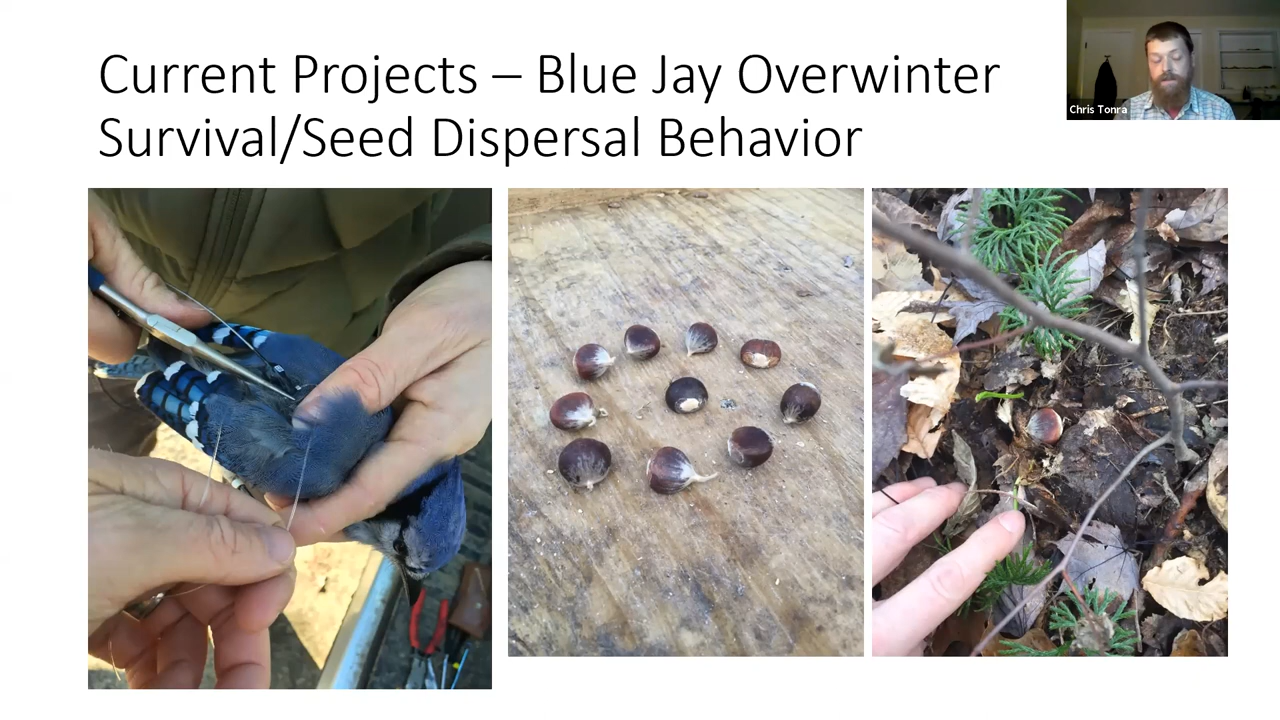 Current Projects – Blue Jay Overwinter
Survival/Seed Dispersal Behavior
Chris Tonra